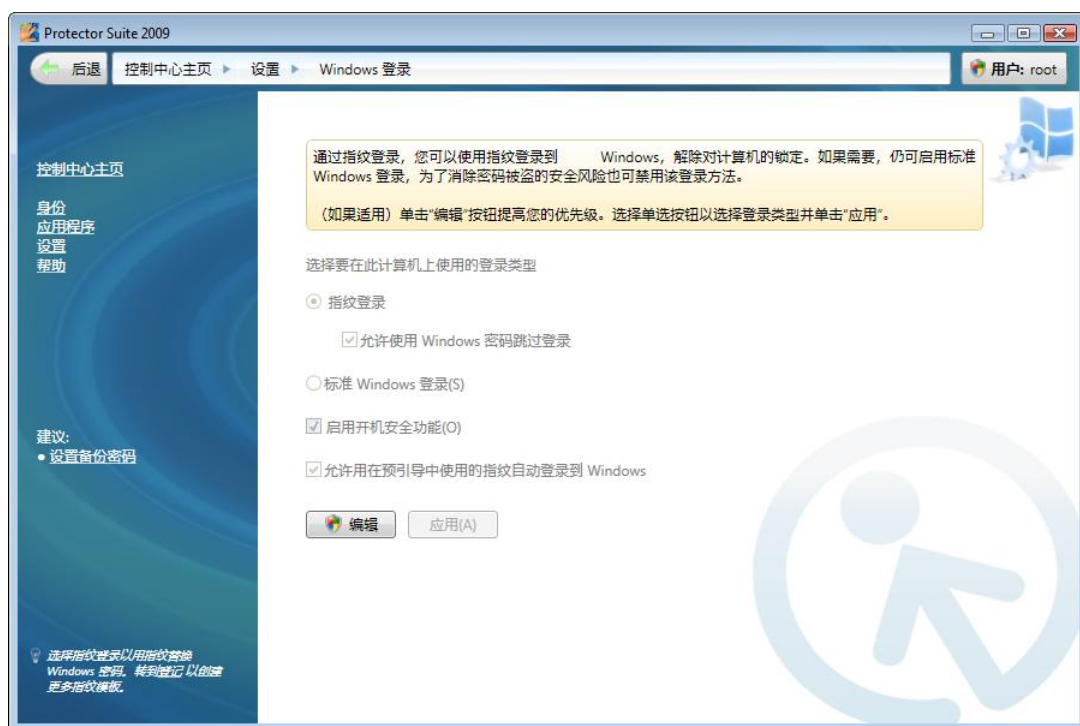 Protector Suite 2009
后退
控制中心主页 ▶ 设置 ▶ Windows 登录
用户: root
控制中心主页
身份
应用程序
设置
帮助
建议:
• 设置备份密码
选择指纹登录以用指纹替换
Windows 密码。转到登记 以创建
更多指纹模板。
通过指纹登录，您可以使用指纹登录到 Windows，解除对计算机的锁定。如果需要，仍可启用标准
Windows 登录，为了消除密码被盗的安全风险也可禁用该登录方法。
（如果适用）单击“编辑”按钮提高您的优先级。选择单选按钮以选择登录类型并单击“应用”。
选择要在此计算机上使用的登录类型
指纹登录
允许使用 Windows 密码跳过登录
标准 Windows 登录(S)
启用开机安全功能(O)
允许用在预引导中使用的指纹自动登录到 Windows
编辑
应用(A)